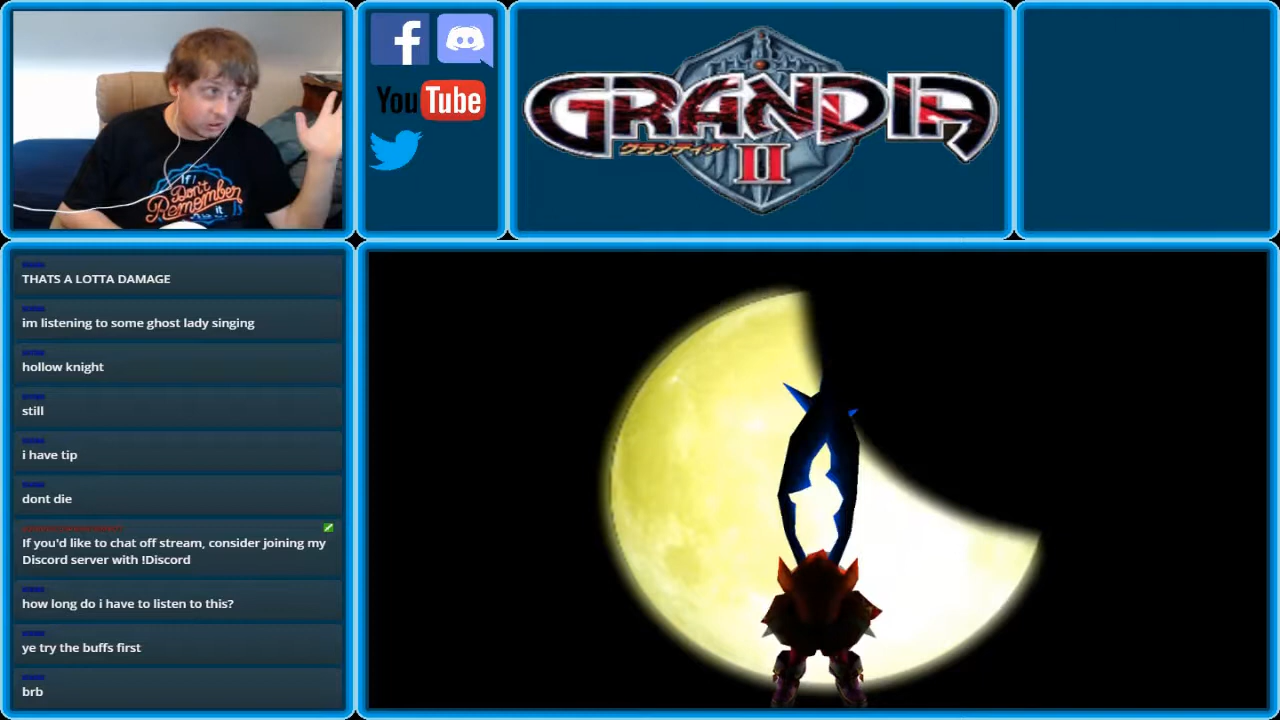 If I
Don't
Remember
it
f
You Tube
GRANDIA
グランディア
II
THATS A LOTTA DAMAGE
im listening to some ghost lady singing
hollow knight
still
i have tip
dont die
If you'd like to chat off stream, consider joining my
Discord server with !Discord
how long do i have to listen to this?
ye try the buffs first
brb